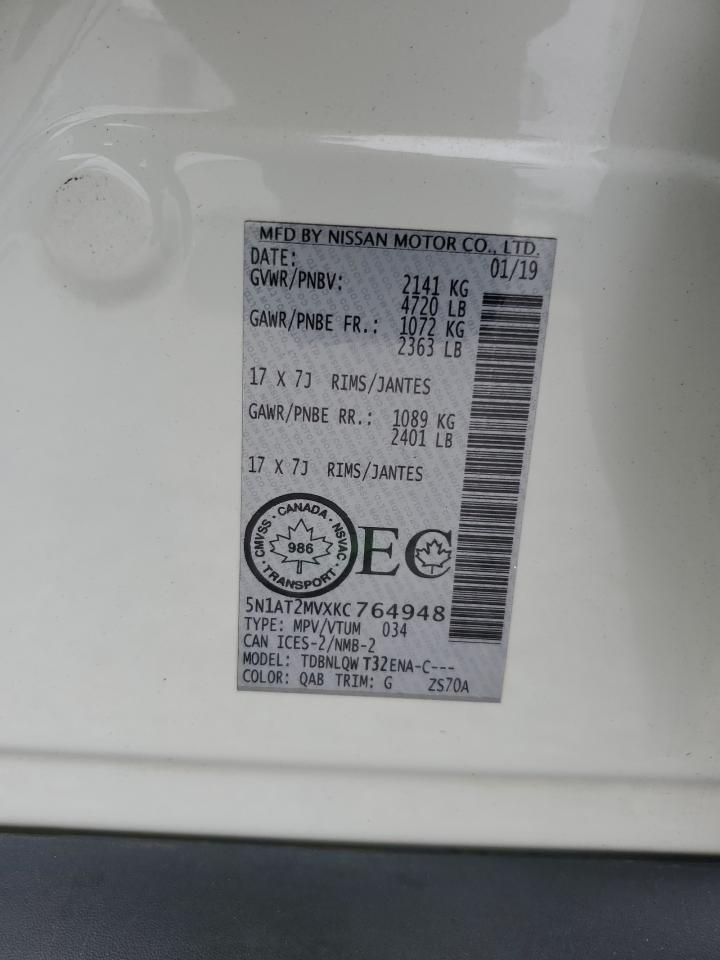 MFD BY NISSAN MOTOR CO., LTD.
DATE: 01/19
GVWR/PNBV: 2141 KG
4720 LB
GAWR/PNBE FR.: 1072 KG
2363 LB
17 X 7J RIMS/JANTES
GAWR/PNBE RR.: 1089 KG
2401 LB
17 X 7J RIMS/JANTES
CMVSS · CANADA · NSVAC · TRANSPORT ·
986
EC
5N1AT2MVXKC764948
TYPE: MPV/VTUM 034
CAN ICES-2/NMB-2
MODEL: TDBNLQW T32ENA-C---
COLOR: QAB TRIM: G ZS70A